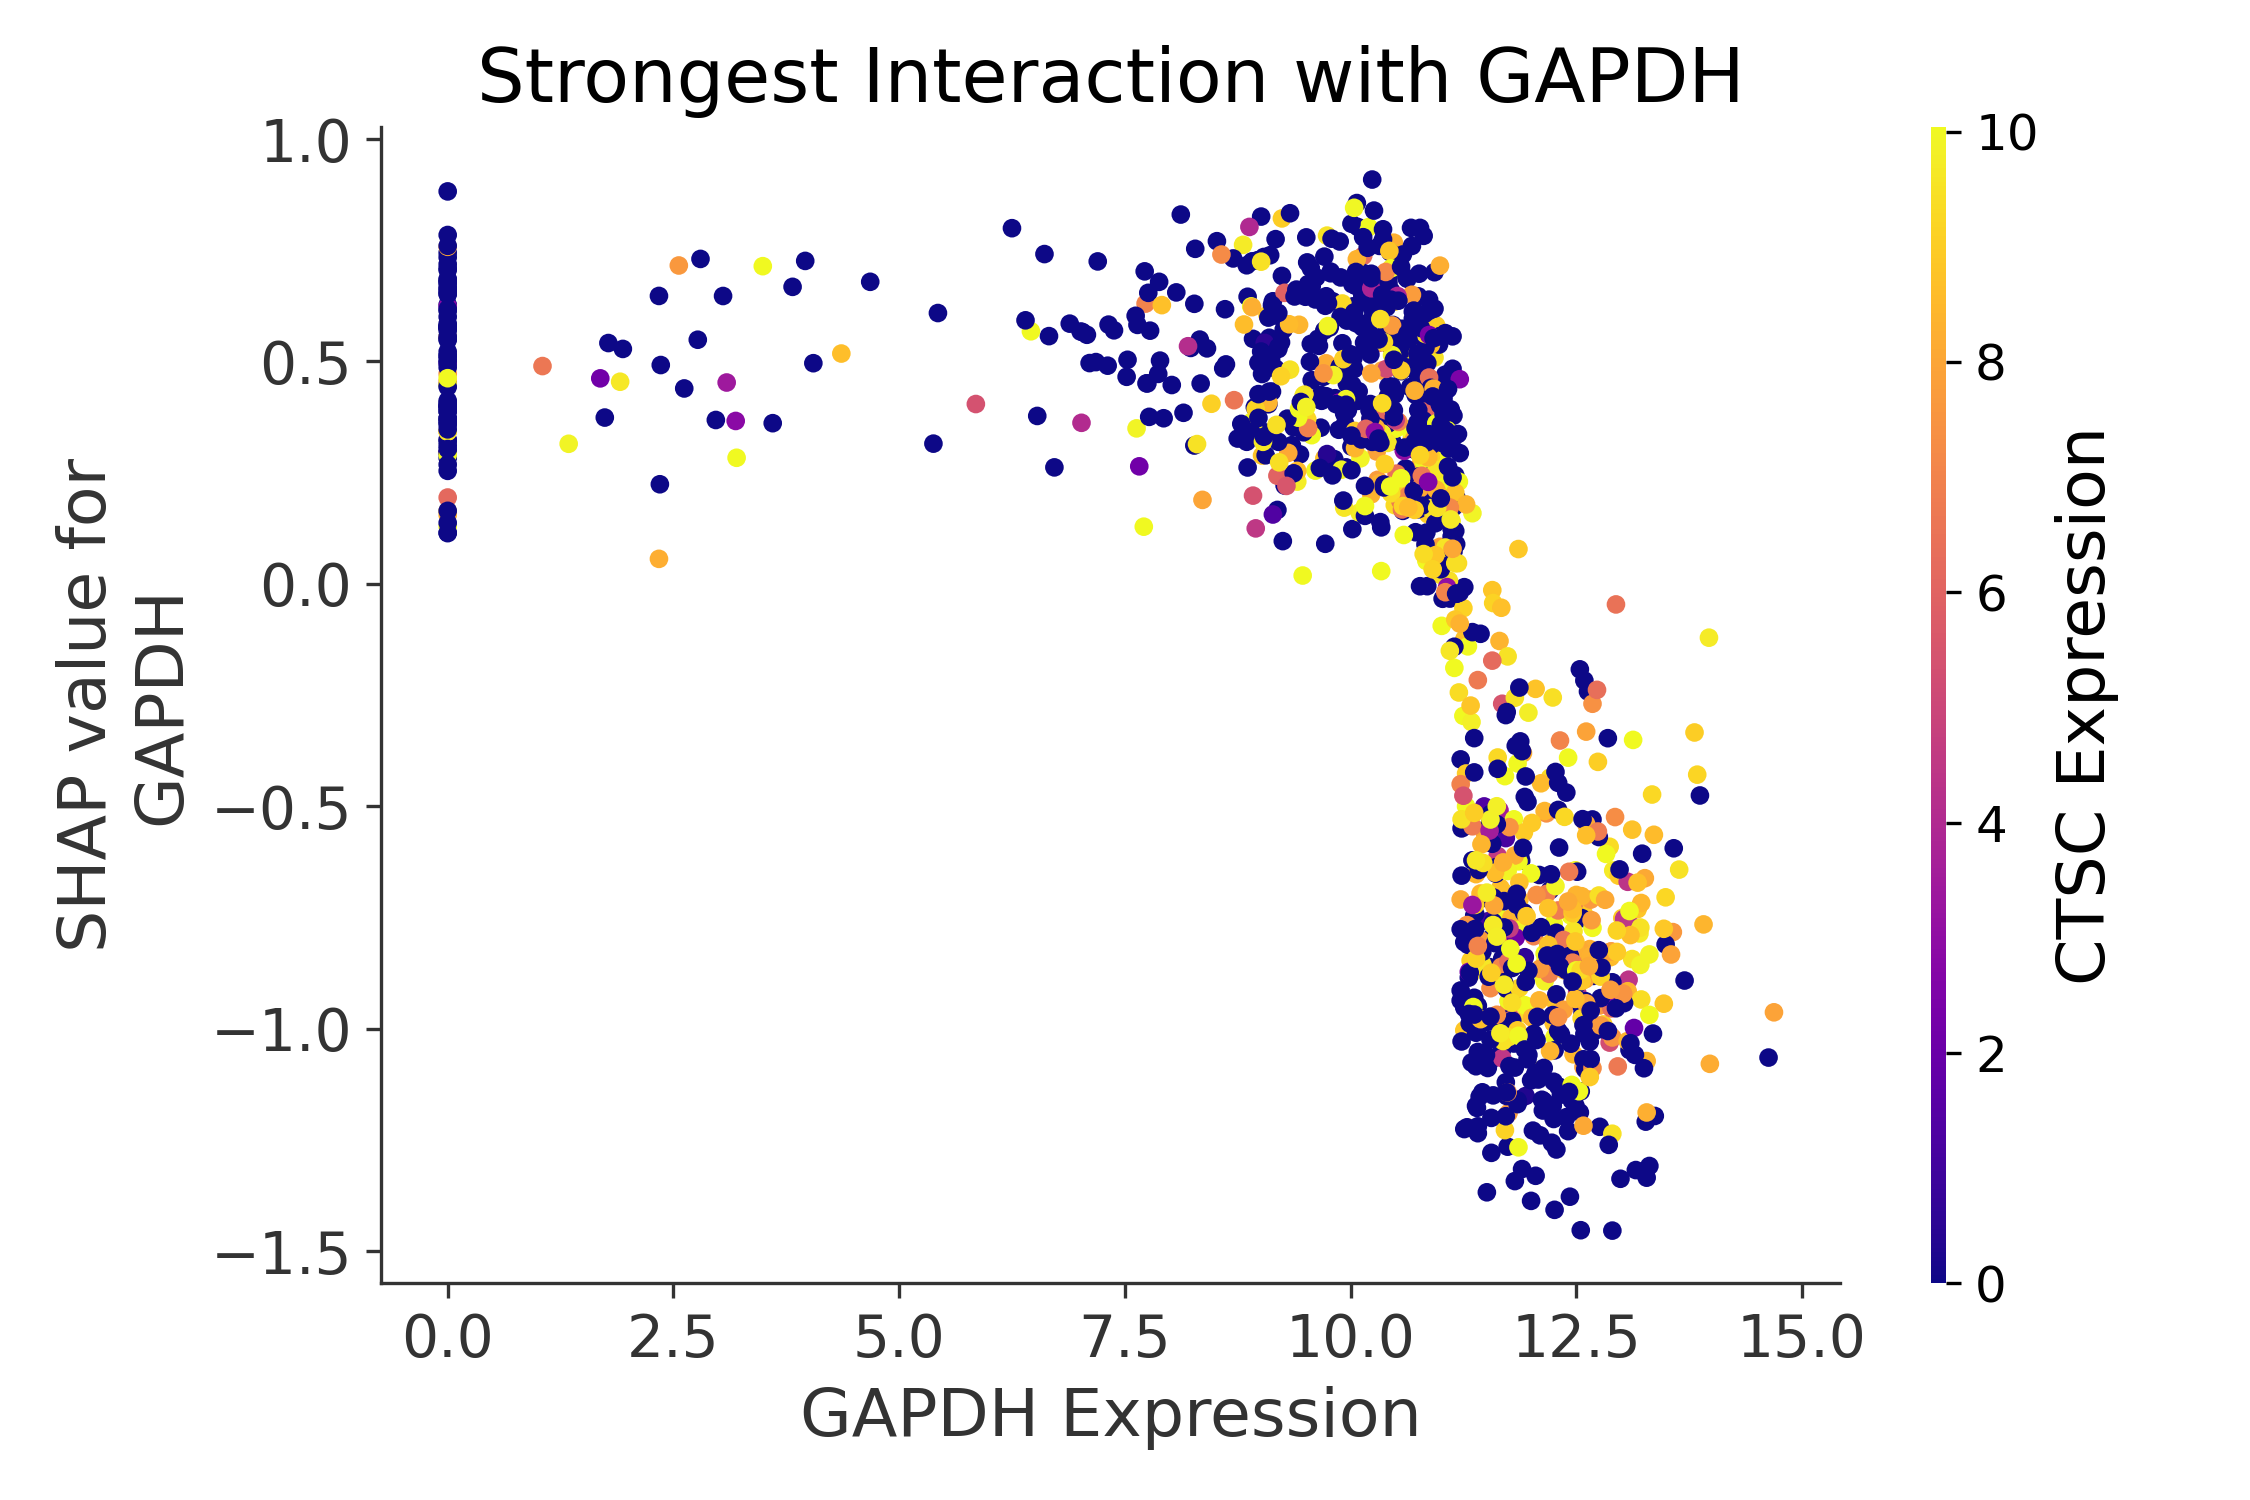 Strongest Interaction with GAPDH
SHAP value for
GAPDH
1.0
0.5
0.0
−0.5
−1.0
−1.5
0.0 2.5 5.0 7.5 10.0 12.5 15.0
GAPDH Expression
10
8
6
4
2
0
CTSC Expression